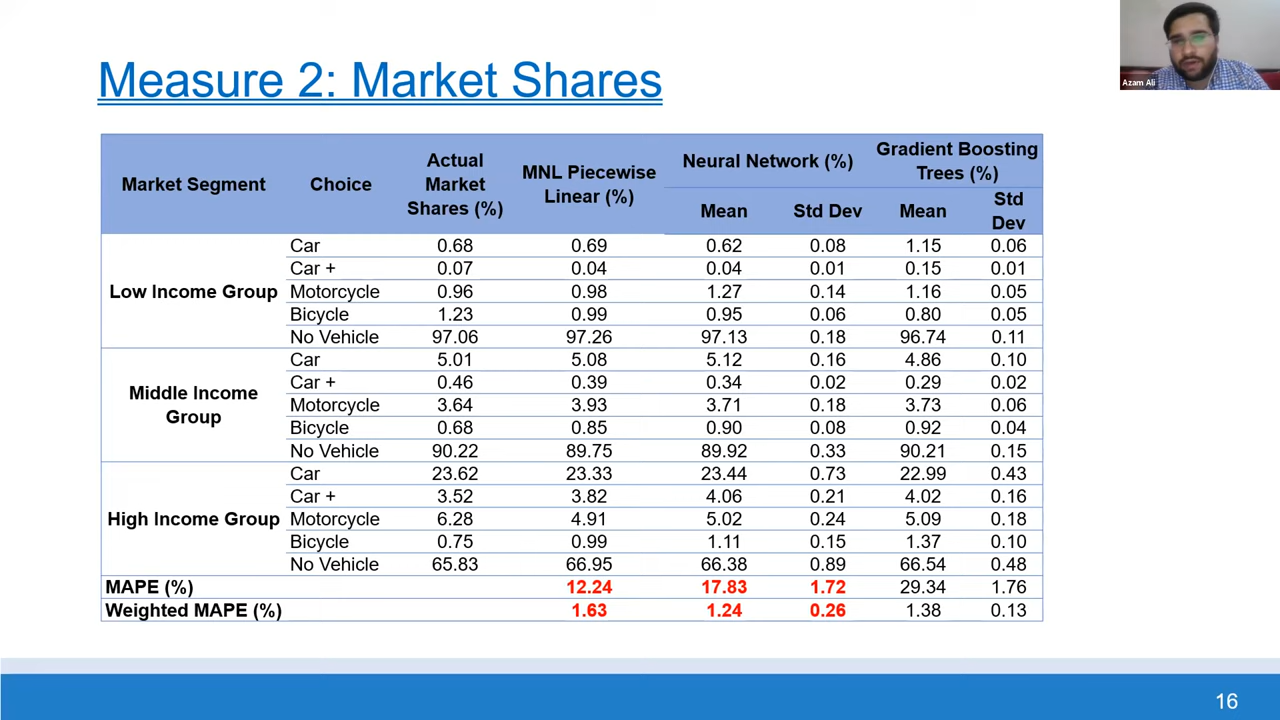 Measure 2: Market Shares
Azam Ali
Market Segment Choice Actual Market Shares (%) MNL Piecewise Linear (%) Neural Network (%) Gradient Boosting Trees (%)
Mean Std Dev Mean Std Dev
Low Income Group
Car 0.68 0.69 0.62 0.08 1.15 0.06
Car + 0.07 0.04 0.04 0.01 0.15 0.01
Motorcycle 0.96 0.98 1.27 0.14 1.16 0.05
Bicycle 1.23 0.99 0.95 0.06 0.80 0.05
No Vehicle 97.06 97.26 97.13 0.18 96.74 0.11
Middle Income Group
Car 5.01 5.08 5.12 0.16 4.86 0.10
Car + 0.46 0.39 0.34 0.02 0.29 0.02
Motorcycle 3.64 3.93 3.71 0.18 3.73 0.06
Bicycle 0.68 0.85 0.90 0.08 0.92 0.04
No Vehicle 90.22 89.75 89.92 0.33 90.21 0.15
High Income Group
Car 23.62 23.33 23.44 0.73 22.99 0.43
Car + 3.52 3.82 4.06 0.21 4.02 0.16
Motorcycle 6.28 4.91 5.02 0.24 5.09 0.18
Bicycle 0.75 0.99 1.11 0.15 1.37 0.10
No Vehicle 65.83 66.95 66.38 0.89 66.54 0.48
MAPE (%) 12.24 17.83 1.72 29.34 1.76
Weighted MAPE (%) 1.63 1.24 0.26 1.38 0.13
16